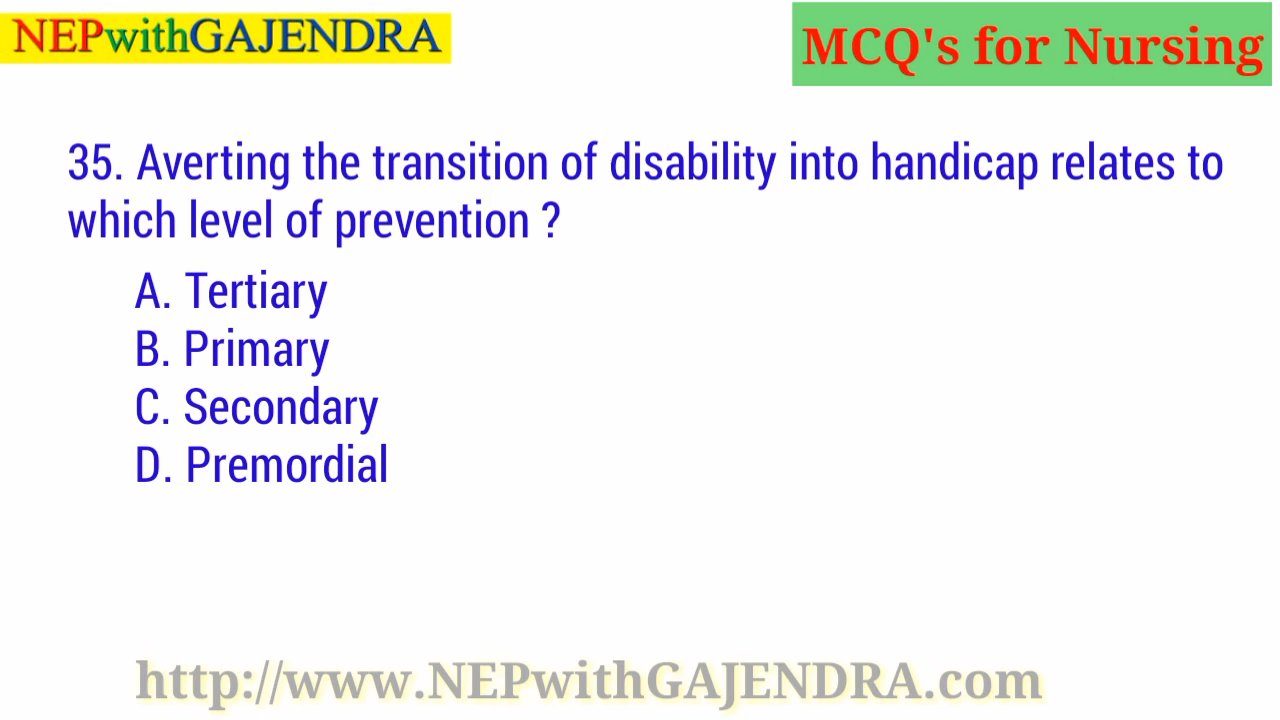 NEPwithGAJENDRA
MCQ's for Nursing
35. Averting the transition of disability into handicap relates to
which level of prevention ?
A. Tertiary
B. Primary
C. Secondary
D. Premordial
http://www.NEPwithGAJENDRA.com